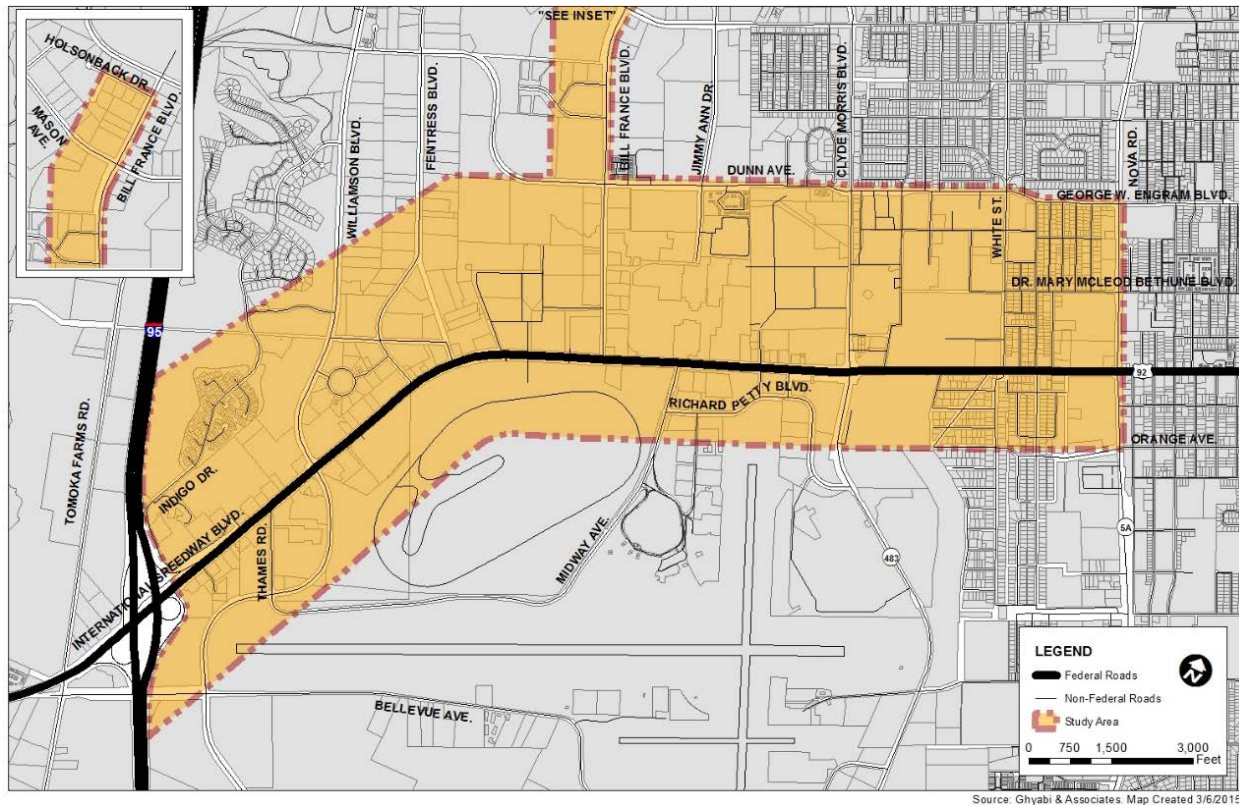 "SEE INSET"
HOLSONBACK DR.
MASON
AVE.
BILL FRANCE BLVD.
WILLIAMSON BLVD.
FENTRESS BLVD.
BILL FRANCE BLVD.
JIMMY ANN DR.
CLYDE MORRIS BLVD.
NOVA RD.
DUNN AVE.
GEORGE W. ENGRAM BLVD.
WHITE ST.
DR. MARY MCLEOD BETHUNE BLVD.
95
92
RICHARD PETTY BLVD.
ORANGE AVE.
TOMOKA FARMS RD.
INDIGO DR.
INTERNATIONAL SPEEDWAY BLVD.
THAMES RD.
MIDWAY AVE.
5A
483
BELLEVUE AVE.
LEGEND
Federal Roads
Non-Federal Roads
Study Area
0 750 1,500 3,000
Feet
N
Source: Ghyabi & Associates. Map Created 3/6/2015